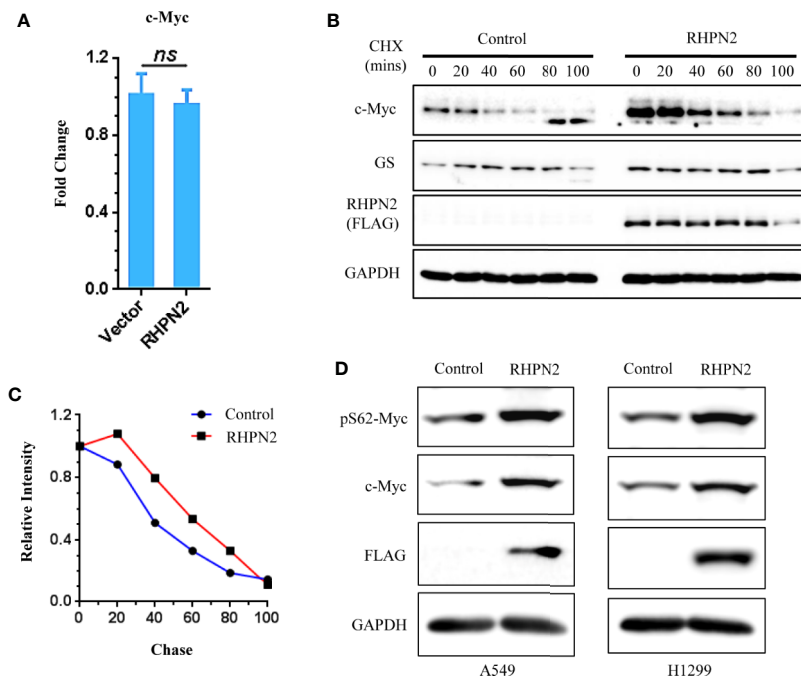 A
c-Myc
ns
Fold Change
1.2
0.8
0.4
0.0
Vector
RHPN2
B
CHX
(mins)
Control
RHPN2
0 20 40 60 80 100
0 20 40 60 80 100
c-Myc
GS
RHPN2
(FLAG)
GAPDH
C
Control
RHPN2
Relative Intensity
1.2
0.8
0.4
0.0
0 20 40 60 80 100
Chase
D
Control RHPN2
Control RHPN2
pS62-Myc
c-Myc
FLAG
GAPDH
A549
H1299